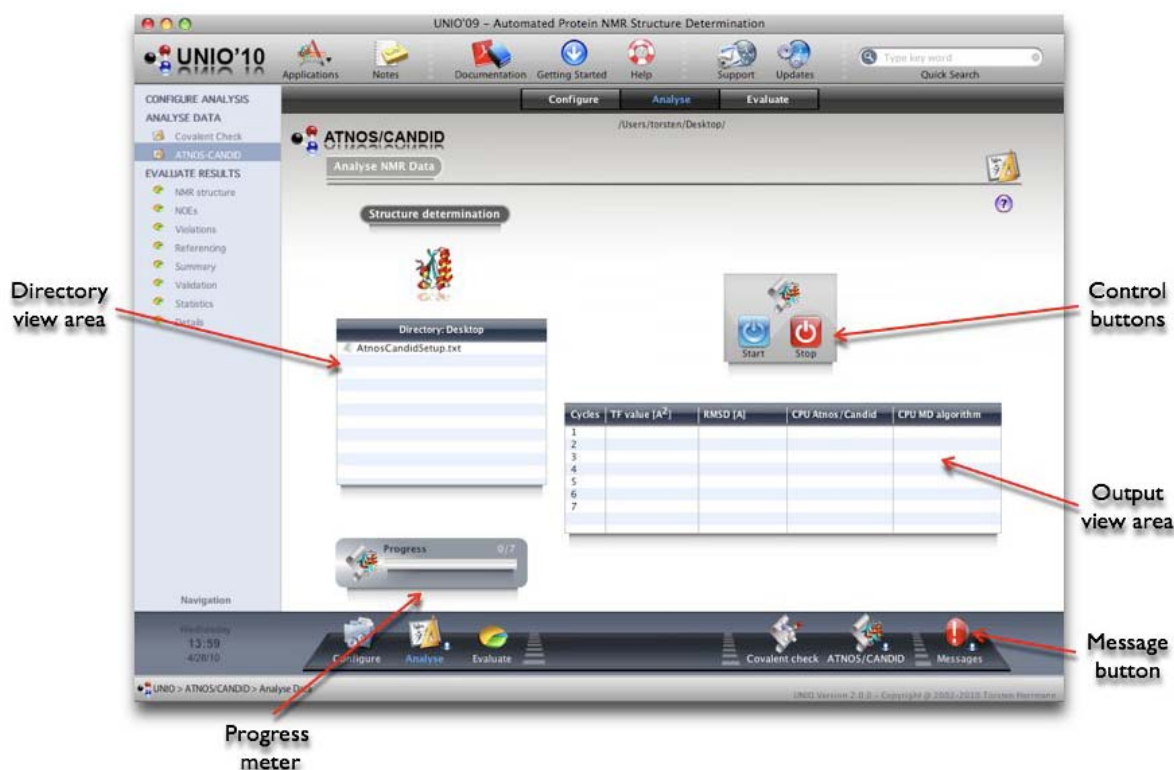 UNIO'09 – Automated Protein NMR Structure Determination
UNIO'10
Applications
Notes
Documentation
Getting Started
Help
Support
Updates
Type key word
Quick Search
Configure
Analyse
Evaluate
/Users/torsten/Desktop/
CONFIGURE ANALYSIS
ANALYSE DATA
Covalent Check
ATNOS-CANDID
EVALUATE RESULTS
NMR structure
NOEs
Violations
Referencing
Summary
Validation
Statistics
Details
ATNOS/CANDID
Analyse NMR Data
?
Structure determination
Directory view area
Control buttons
Start
Stop
Directory: Desktop
AtnosCandidSetup.txt
Cycles TF value [A²] RMSD [A] CPU Atnos/Candid CPU MD algorithm
1
2
3
4
5
6
7
Output view area
Progress 0/7
Navigation
Wednesday
13:59
4/28/10
Configure
Analyse
Evaluate
Covalent check
ATNOS/CANDID
Messages
Message button
UNIO > ATNOS/CANDID > Analyse Data
UNIO Version 2.0.0 – Copyright @ 2002-2010 Torsten Herrmann
Progress meter